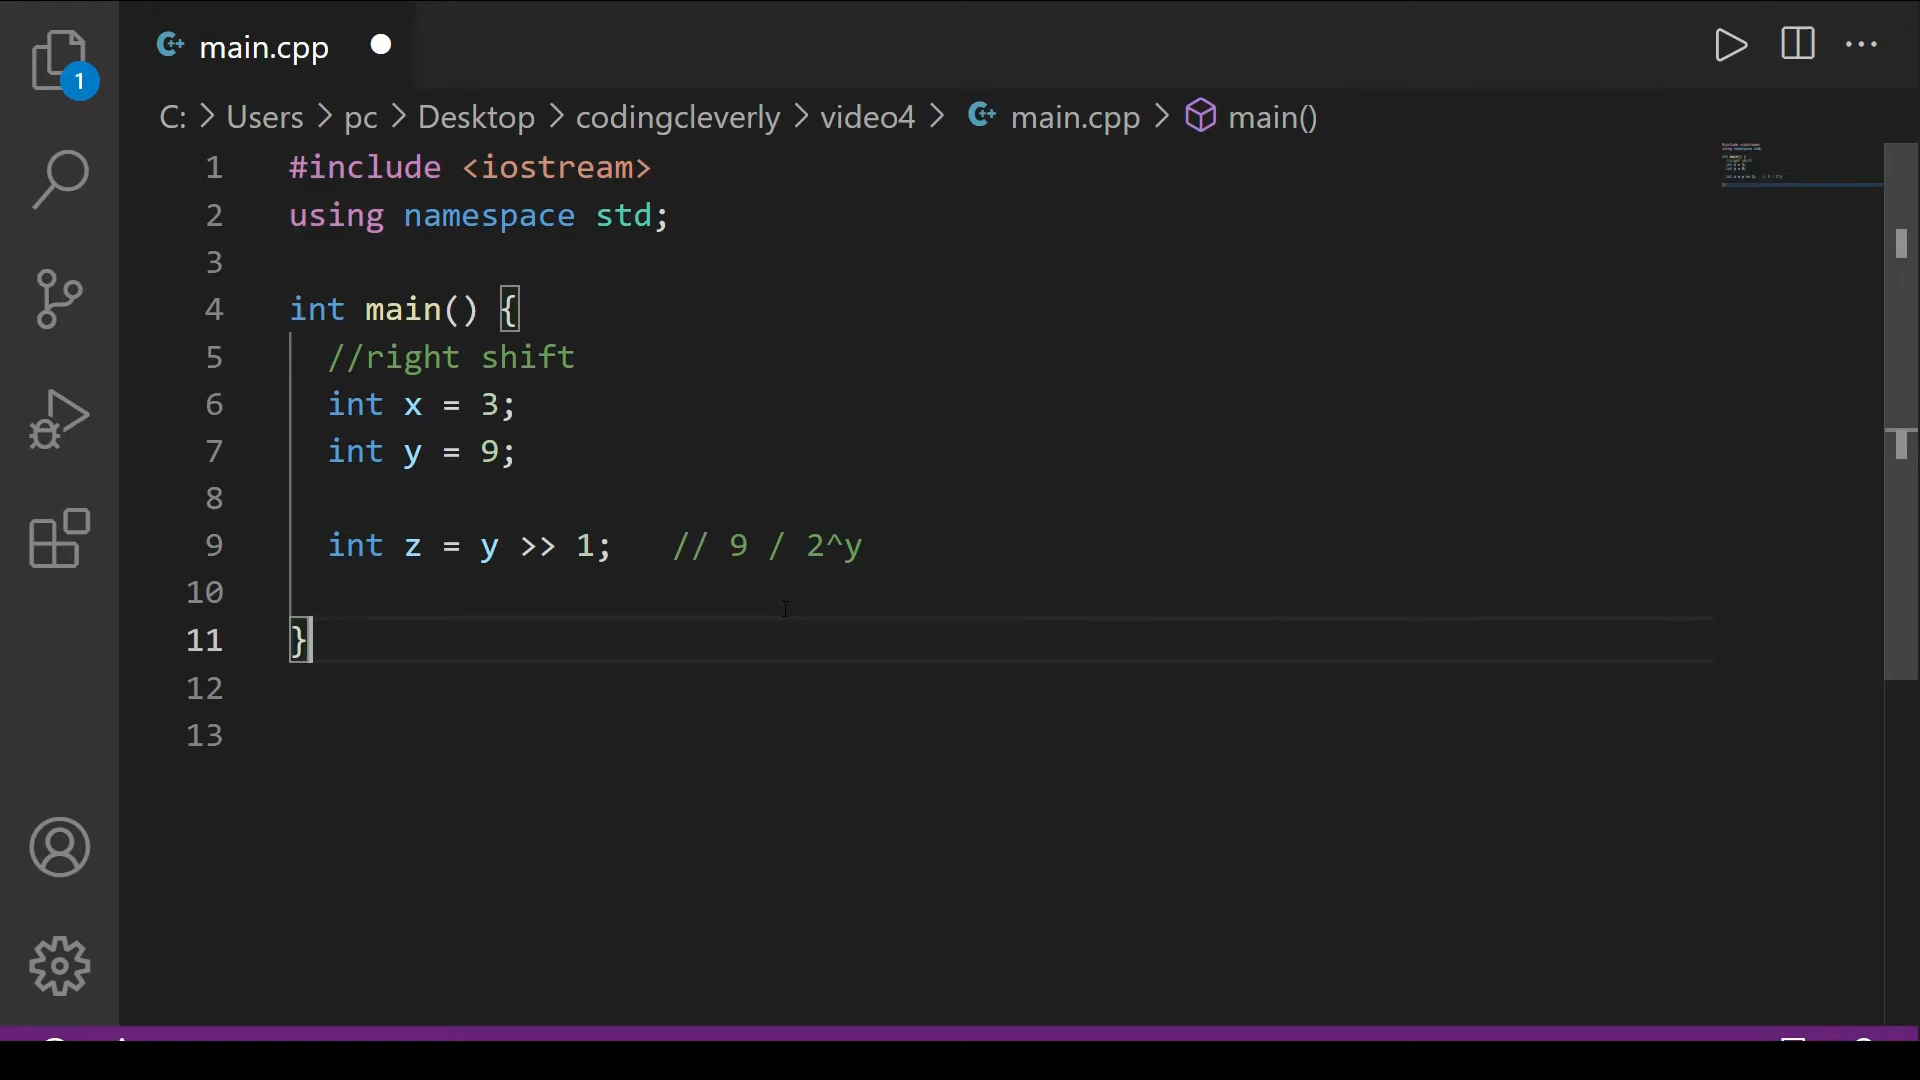 main.cpp
1
C: > Users > pc > Desktop > codingcleverly > video4 > main.cpp > main()
1 #include <iostream>
2 using namespace std;
3
4 int main() {
5 //right shift
6 int x = 3;
7 int y = 9;
8
9 int z = y >> 1; // 9 / 2^y
10
11 }
12
13